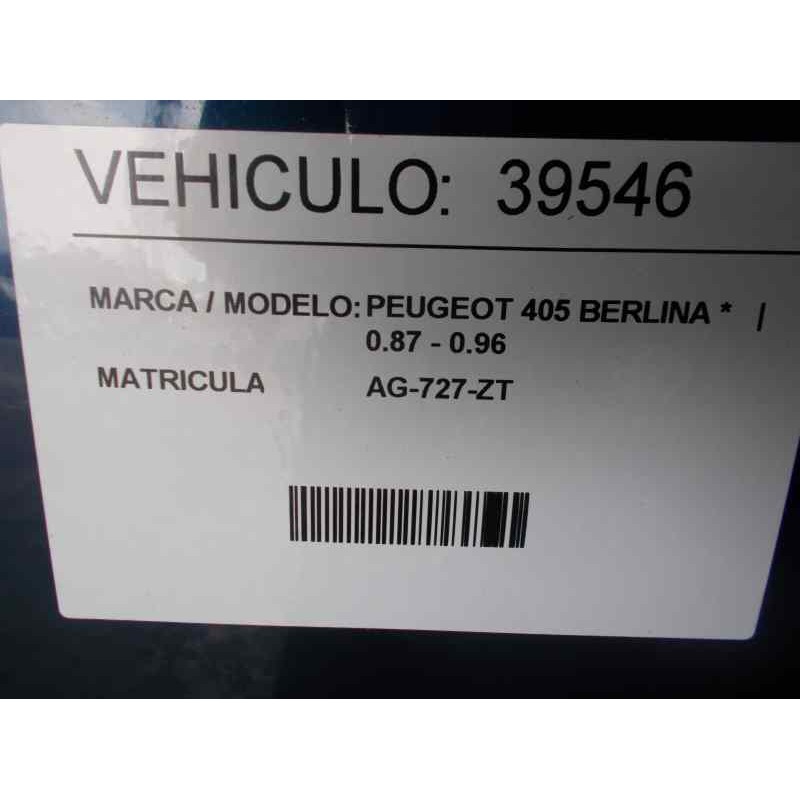 VEHICULO: 39546
MARCA / MODELO: PEUGEOT 405 BERLINA * |
0.87 - 0.96
MATRICULA AG-727-ZT